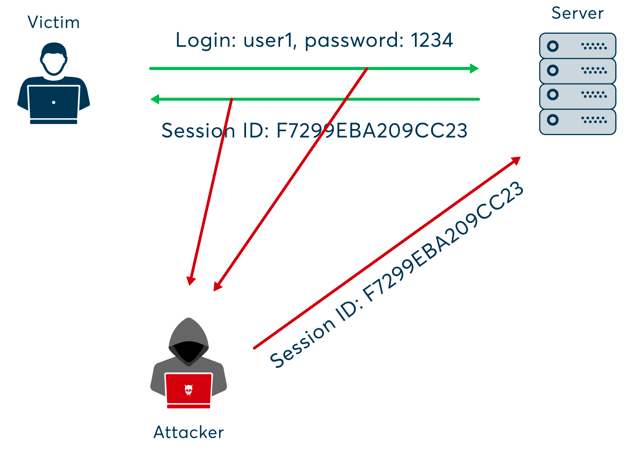 Victim
Server
Login: user1, password: 1234
Session ID: F7299EBA209CC23
Session ID: F7299EBA209CC23
Attacker